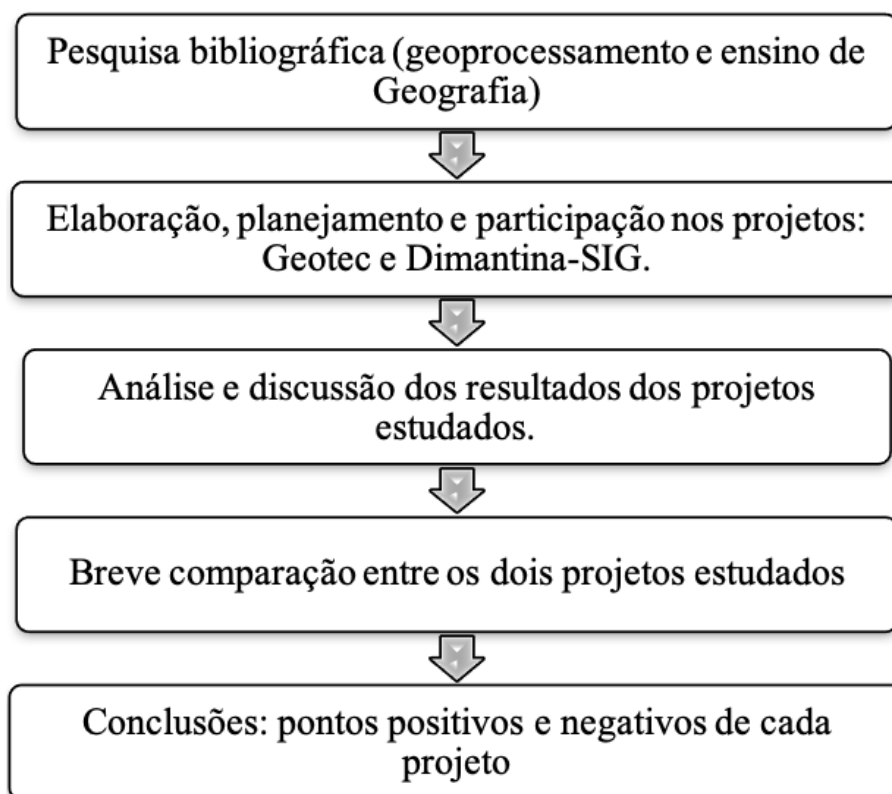 Pesquisa bibliográfica (geoprocessamento e ensino de
Geografia)
Elaboração, planejamento e participação nos projetos:
Geotec e Dimantina-SIG.
Análise e discussão dos resultados dos projetos
estudados.
Breve comparação entre os dois projetos estudados
Conclusões: pontos positivos e negativos de cada
projeto